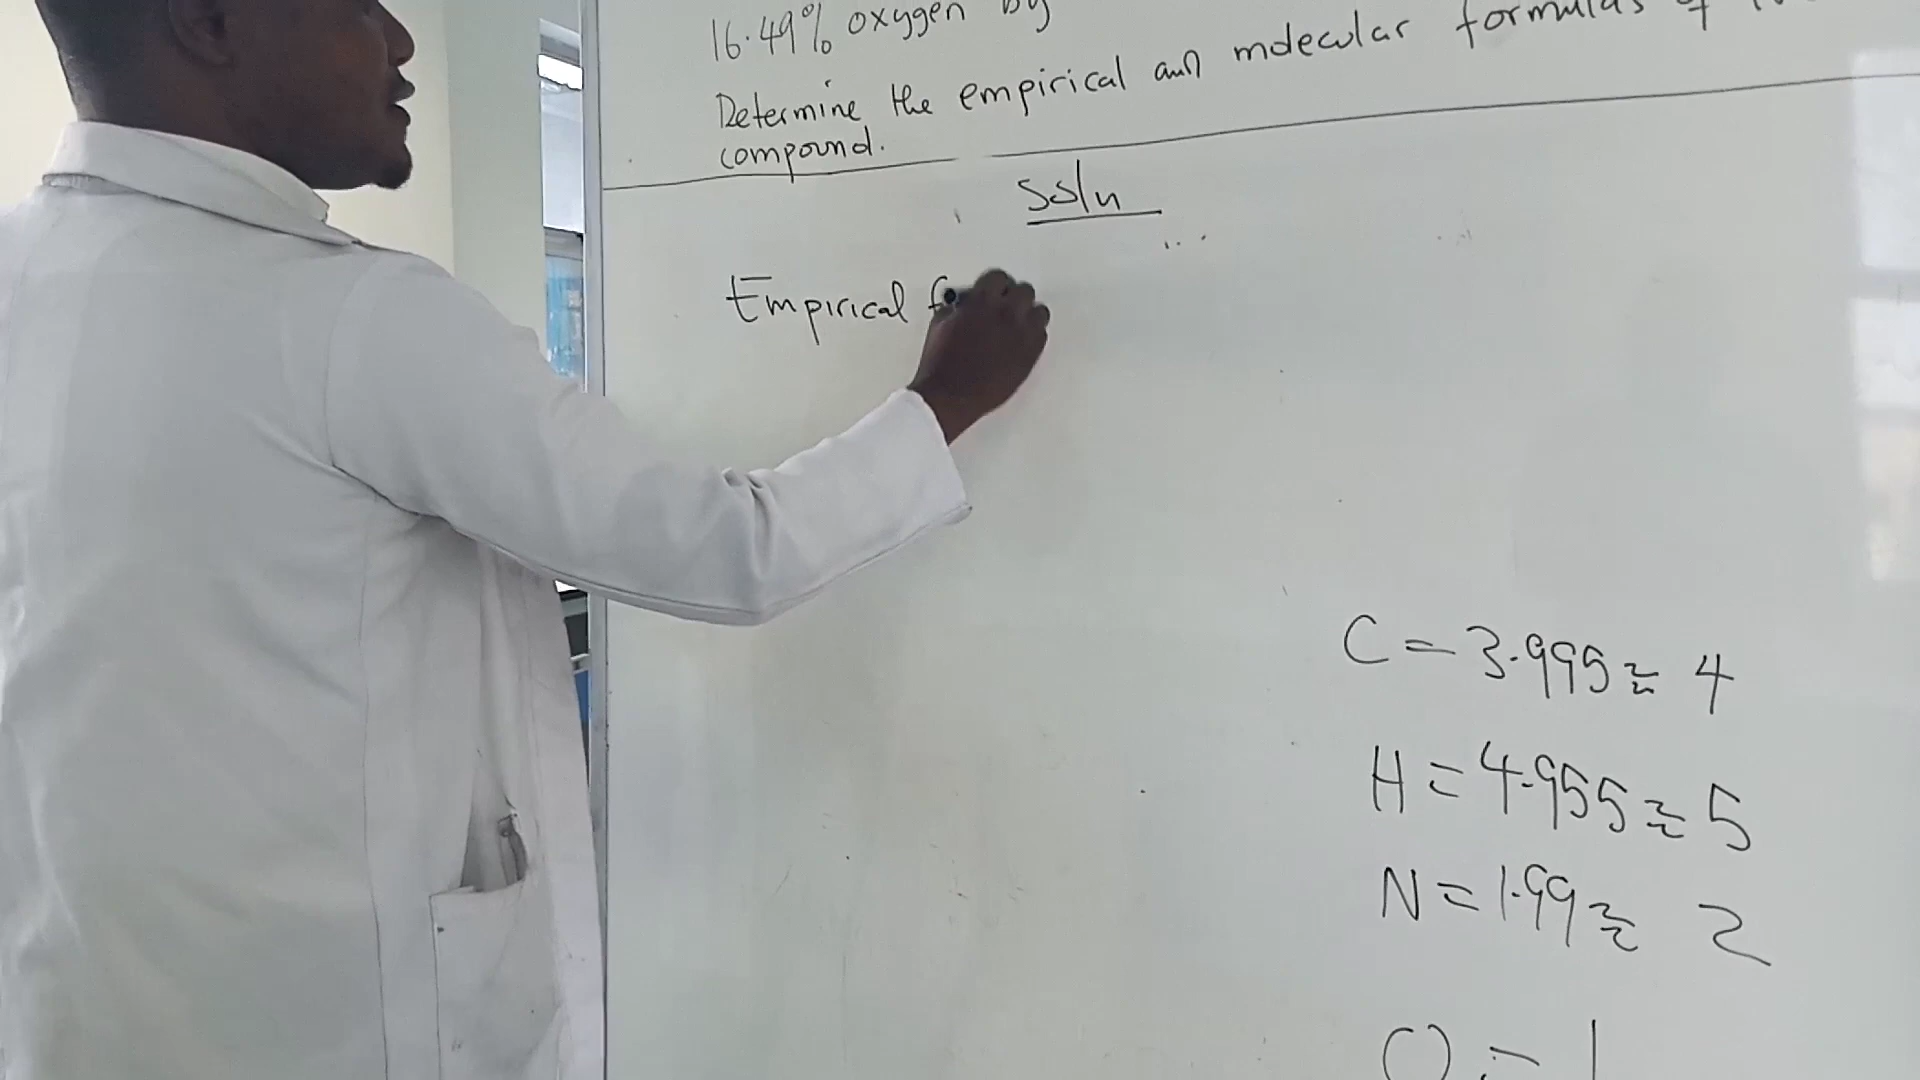 16.49% oxygen by
Determine the empirical and molecular formulas of
compound.
Soln
Empirical
C = 3.995 ≈ 4
H = 4.955 ≈ 5
N = 1.99 ≈ 2
O = 1